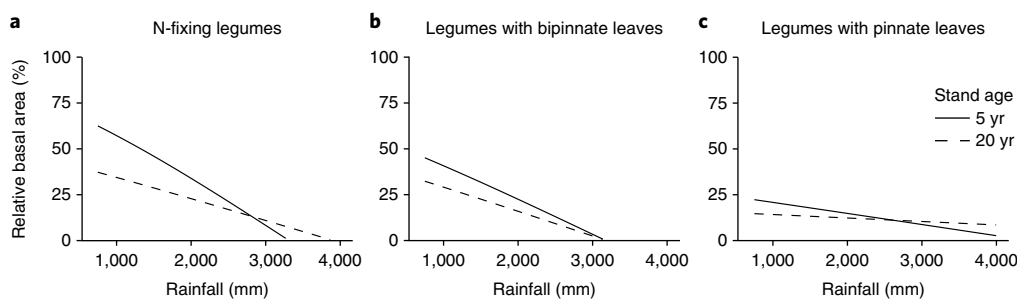 a
N-fixing legumes
Relative basal area (%)
100
75
50
25
0
1,000 2,000 3,000 4,000
Rainfall (mm)
b
Legumes with bipinnate leaves
100
75
50
25
0
1,000 2,000 3,000 4,000
Rainfall (mm)
c
Legumes with pinnate leaves
100
75
50
25
0
1,000 2,000 3,000 4,000
Rainfall (mm)
Stand age
5 yr
20 yr